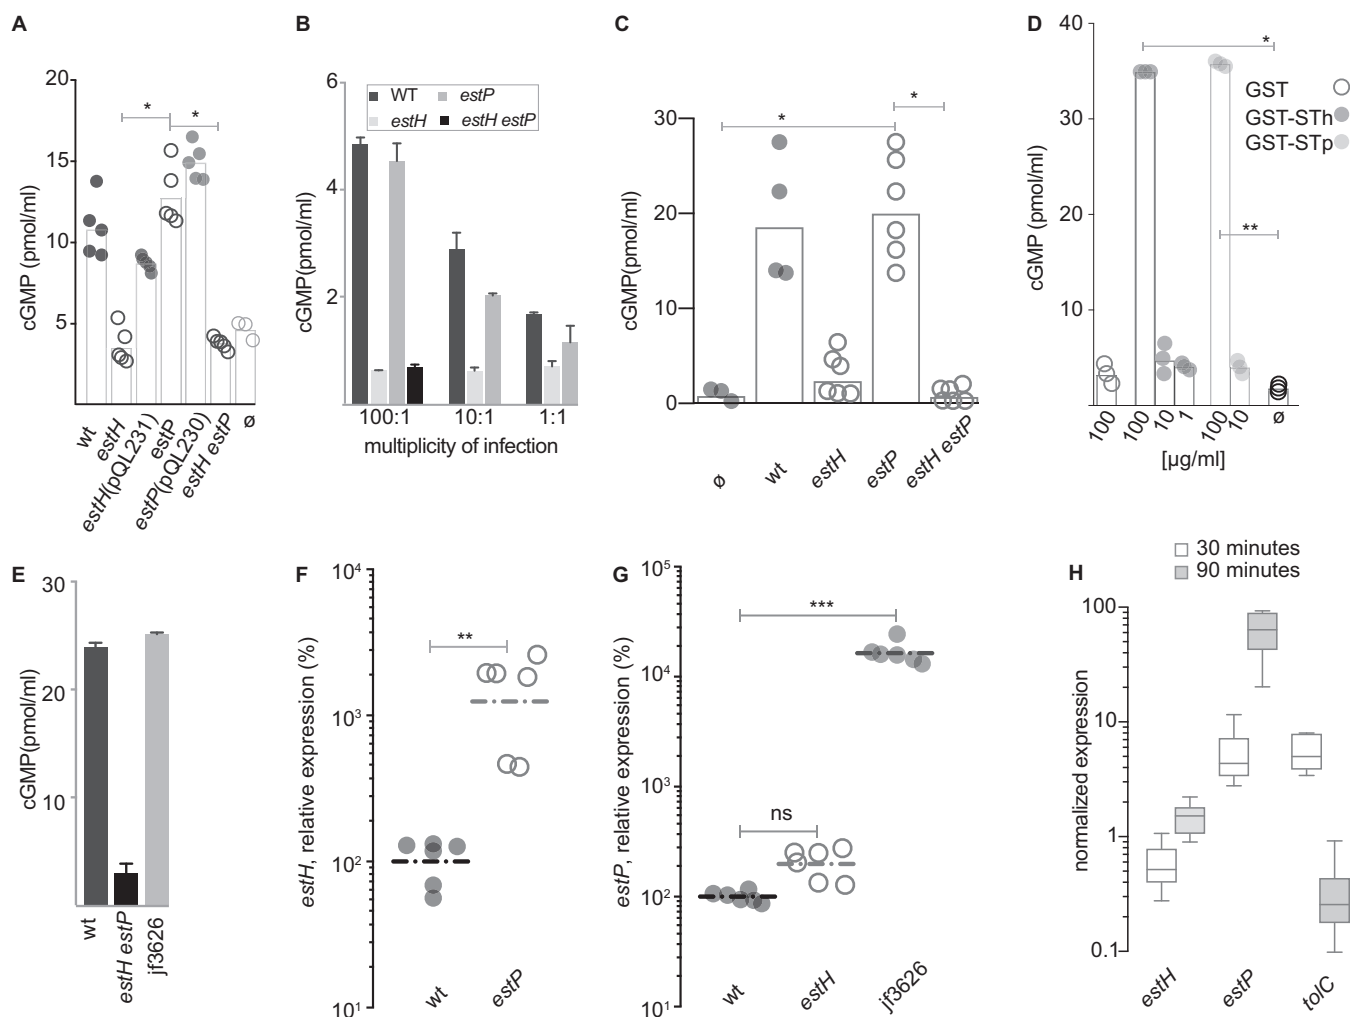 A
cGMP (pmol/ml)
20
15
10
5
*
*
wt
estH
estH(pQL231)
estP
estP(pQL230)
estH estP
ø
B
cGMP(pmol/ml)
6
4
2
WT
estP
estH
estH estP
100:1
10:1
1:1
multiplicity of infection
C
cGMP(pmol/ml)
30
20
10
0
*
*
ø
wt
estH
estP
estH estP
D
cGMP (pmol/ml)
40
30
20
10
*
**
GST
GST-STh
GST-STp
100
100
10
1
100
10
ø
[µg/ml]
E
cGMP(pmol/ml)
30
20
10
wt
estH estP
jf3626
F
estH, relative expression (%)
10⁴
10³
10²
10¹
**
wt
estP
G
estP, relative expression (%)
10⁵
10⁴
10³
10²
10¹
***
ns
wt
estH
jf3626
H
30 minutes
90 minutes
normalized expression
100
10
1
0.1
estH
estP
tolC